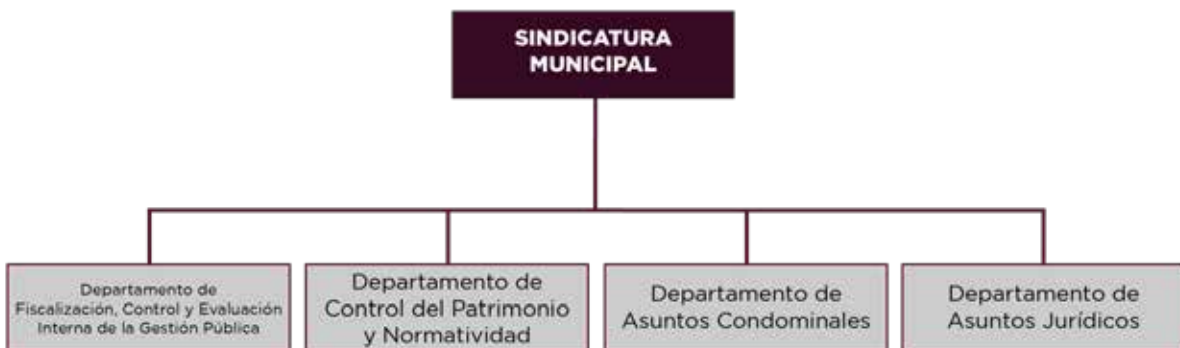 SINDICATURA
MUNICIPAL
Departamento de
Fiscalización, Control y Evaluación
Interna de la Gestión Pública
Departamento de
Control del Patrimonio
y Normatividad
Departamento de
Asuntos Condominales
Departamento de
Asuntos Jurídicos